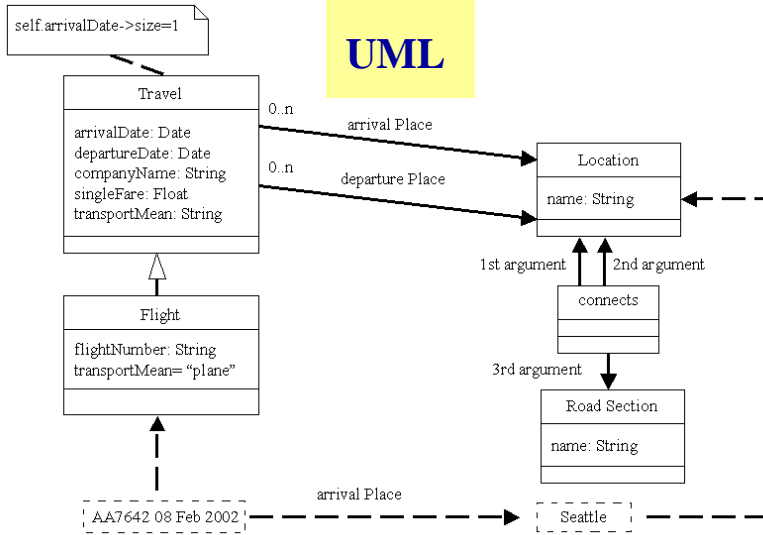 self.arrivalDate->size=1
UML
Travel
arrivalDate: Date
departureDate: Date
companyName: String
singleFare: Float
transportMean: String
0..n
arrival Place
0..n
departure Place
Location
name: String
1st argument
2nd argument
connects
3rd argument
Flight
flightNumber: String
transportMean= “plane”
Road Section
name: String
AA7642 08 Feb 2002
arrival Place
Seattle